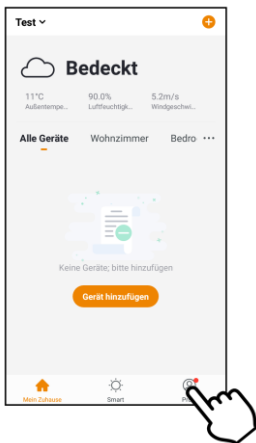 Test
Bedeckt
11°C 90.0% 5.2m/s
Außentempe... Luftfeuchtigk... Windgeschwei...
Alle Geräte Wohnzimmer Bedro ...
Keine Geräte; bitte hinzufügen
Gerät hinzufügen
Mein Zuhause Smart